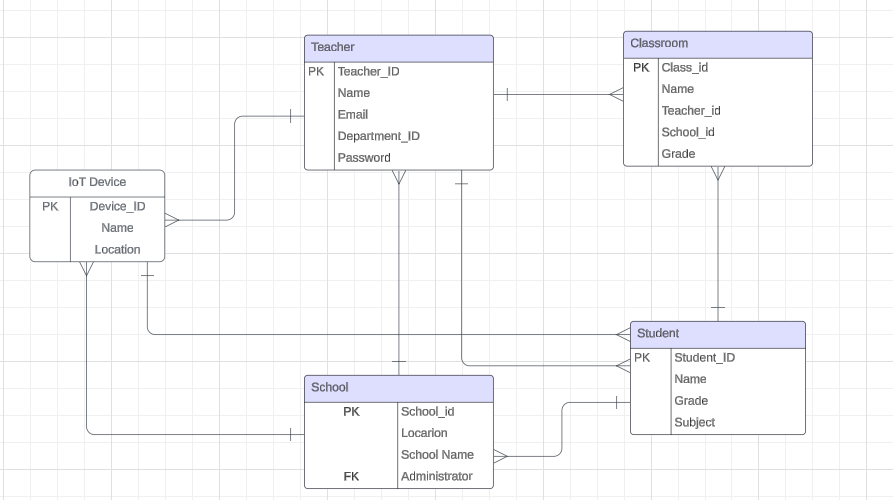 Teacher
PK Teacher_ID
Name
Email
Department_ID
Password
Classroom
PK Class_id
Name
Teacher_id
School_id
Grade
IoT Device
PK Device_ID
Name
Location
School
PK School_id
Locarion
School Name
FK Administrator
Student
PK Student_ID
Name
Grade
Subject